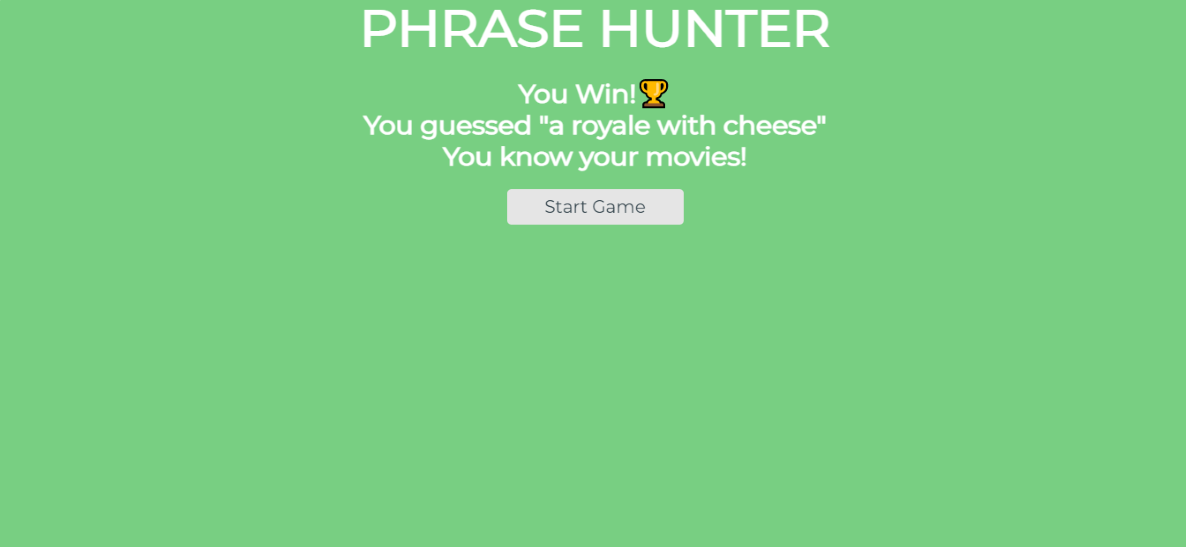 PHRASE HUNTER
You Win!🏆
You guessed "a royale with cheese"
You know your movies!
Start Game